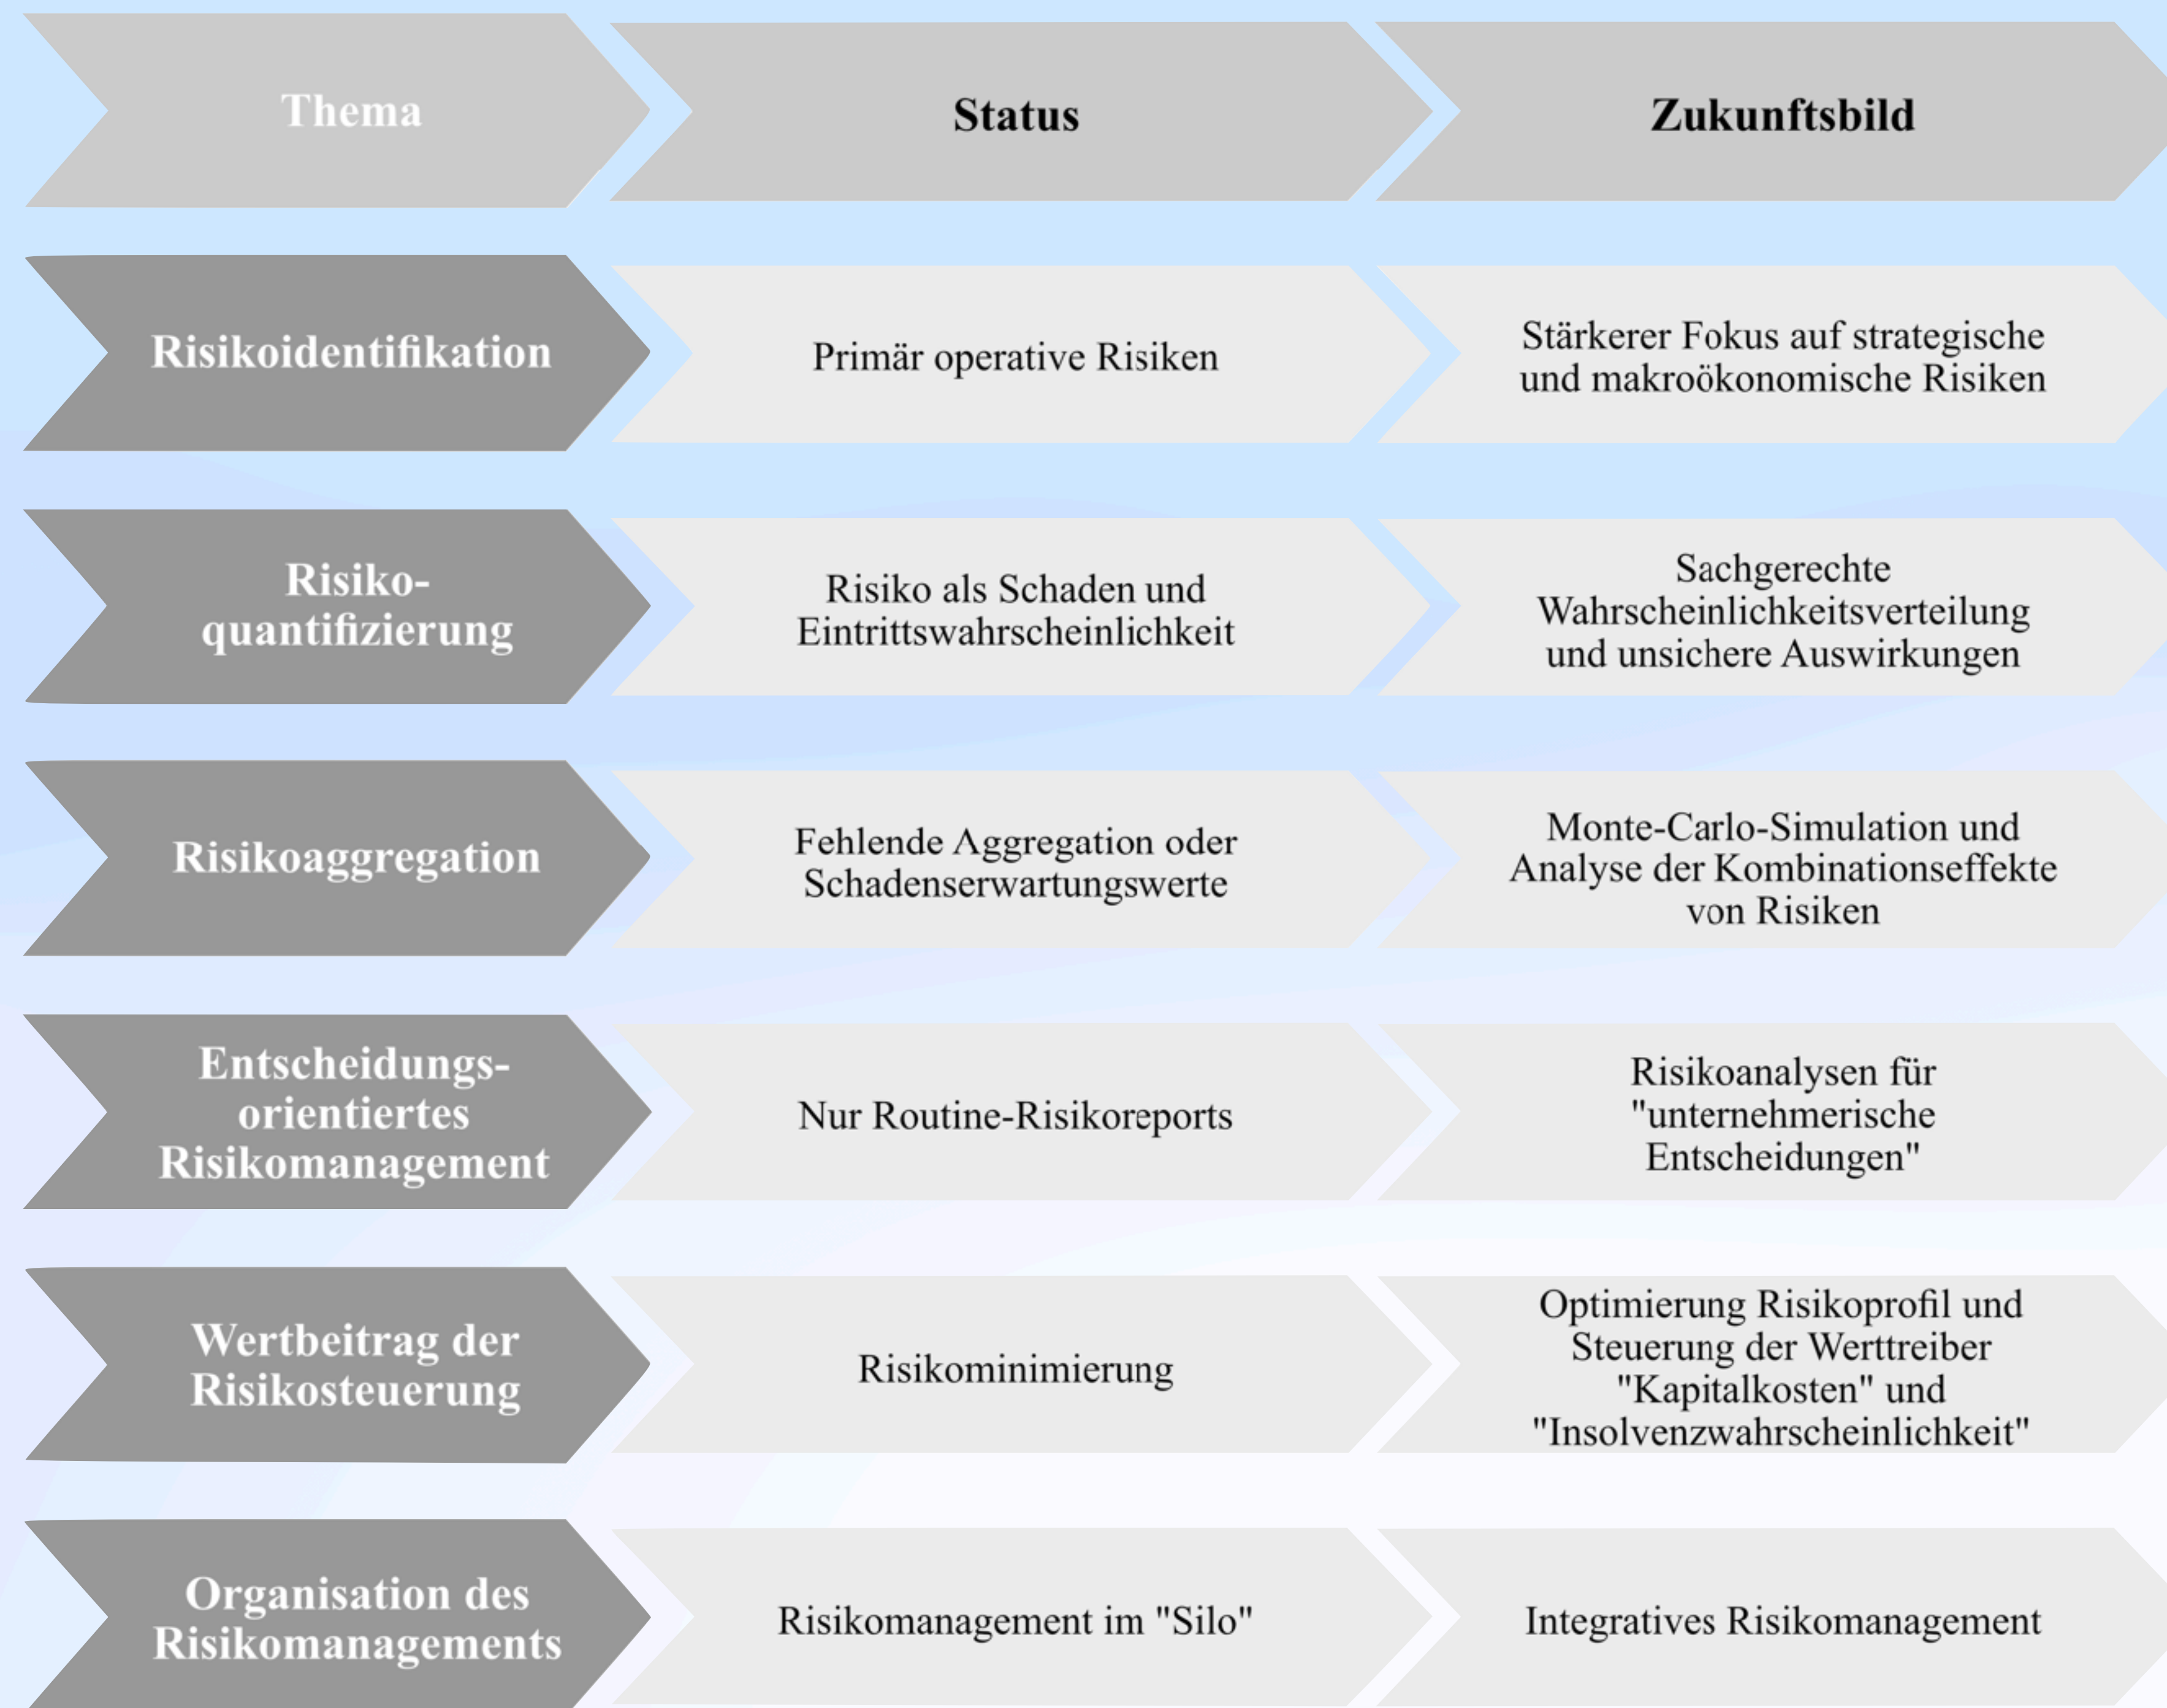 Thema
Status
Zukunftsbild
Risikoidentifikation
Primär operative Risiken
Stärkerer Fokus auf strategische
und makroökonomische Risiken
Risiko-
quantifizierung
Risiko als Schaden und
Eintrittswahrscheinlichkeit
Sachgerechte
Wahrscheinlichkeitsverteilung
und unsichere Auswirkungen
Risikoaggregation
Fehlende Aggregation oder
Schadenserwartungswerte
Monte-Carlo-Simulation und
Analyse der Kombinationseffekte
von Risiken
Entscheidungs-
orientiertes
Risikomanagement
Nur Routine-Risikoreports
Risikoanalysen für
"unternehmerische
Entscheidungen"
Wertbeitrag der
Risikosteuerung
Risikominimierung
Optimierung Risikoprofil und
Steuerung der Werttreiber
"Kapitalkosten" und
"Insolvenzwahrscheinlichkeit"
Organisation des
Risikomanagements
Risikomanagement im "Silo"
Integratives Risikomanagement